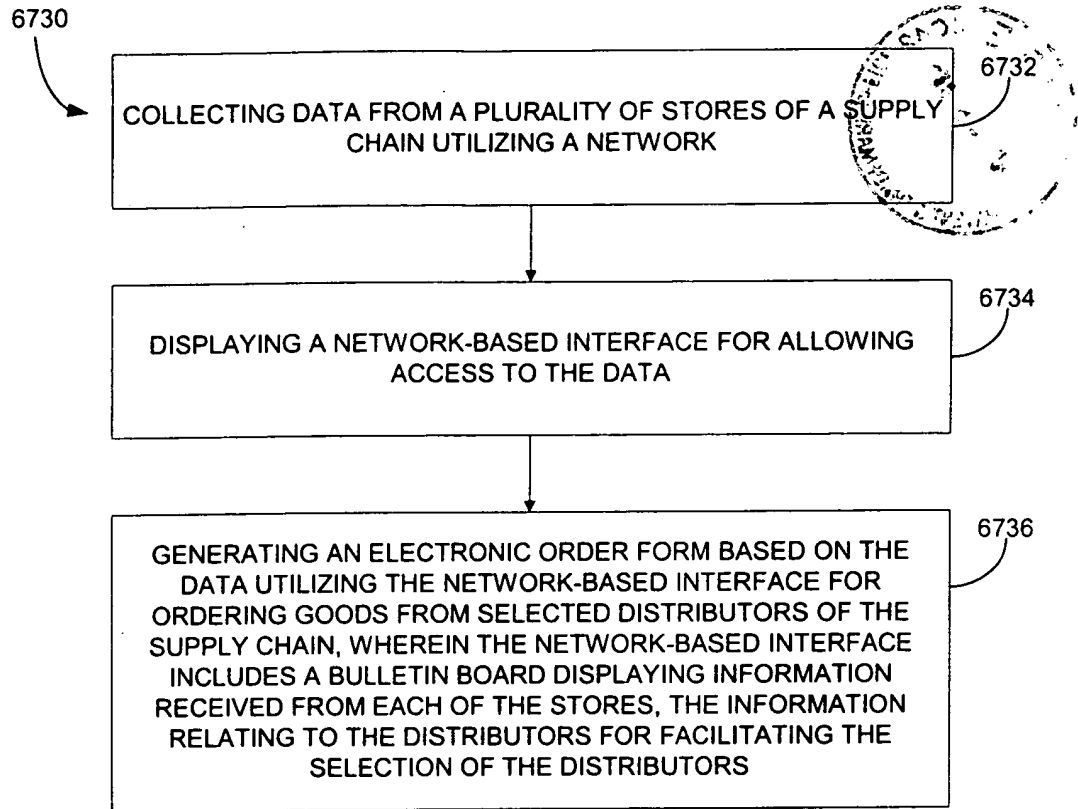 6730
6732
COLLECTING DATA FROM A PLURALITY OF STORES OF A SUPPLY
CHAIN UTILIZING A NETWORK
6734
DISPLAYING A NETWORK-BASED INTERFACE FOR ALLOWING
ACCESS TO THE DATA
6736
GENERATING AN ELECTRONIC ORDER FORM BASED ON THE
DATA UTILIZING THE NETWORK-BASED INTERFACE FOR
ORDERING GOODS FROM SELECTED DISTRIBUTORS OF THE
SUPPLY CHAIN, WHEREIN THE NETWORK-BASED INTERFACE
INCLUDES A BULLETIN BOARD DISPLAYING INFORMATION
RECEIVED FROM EACH OF THE STORES, THE INFORMATION
RELATING TO THE DISTRIBUTORS FOR FACILITATING THE
SELECTION OF THE DISTRIBUTORS